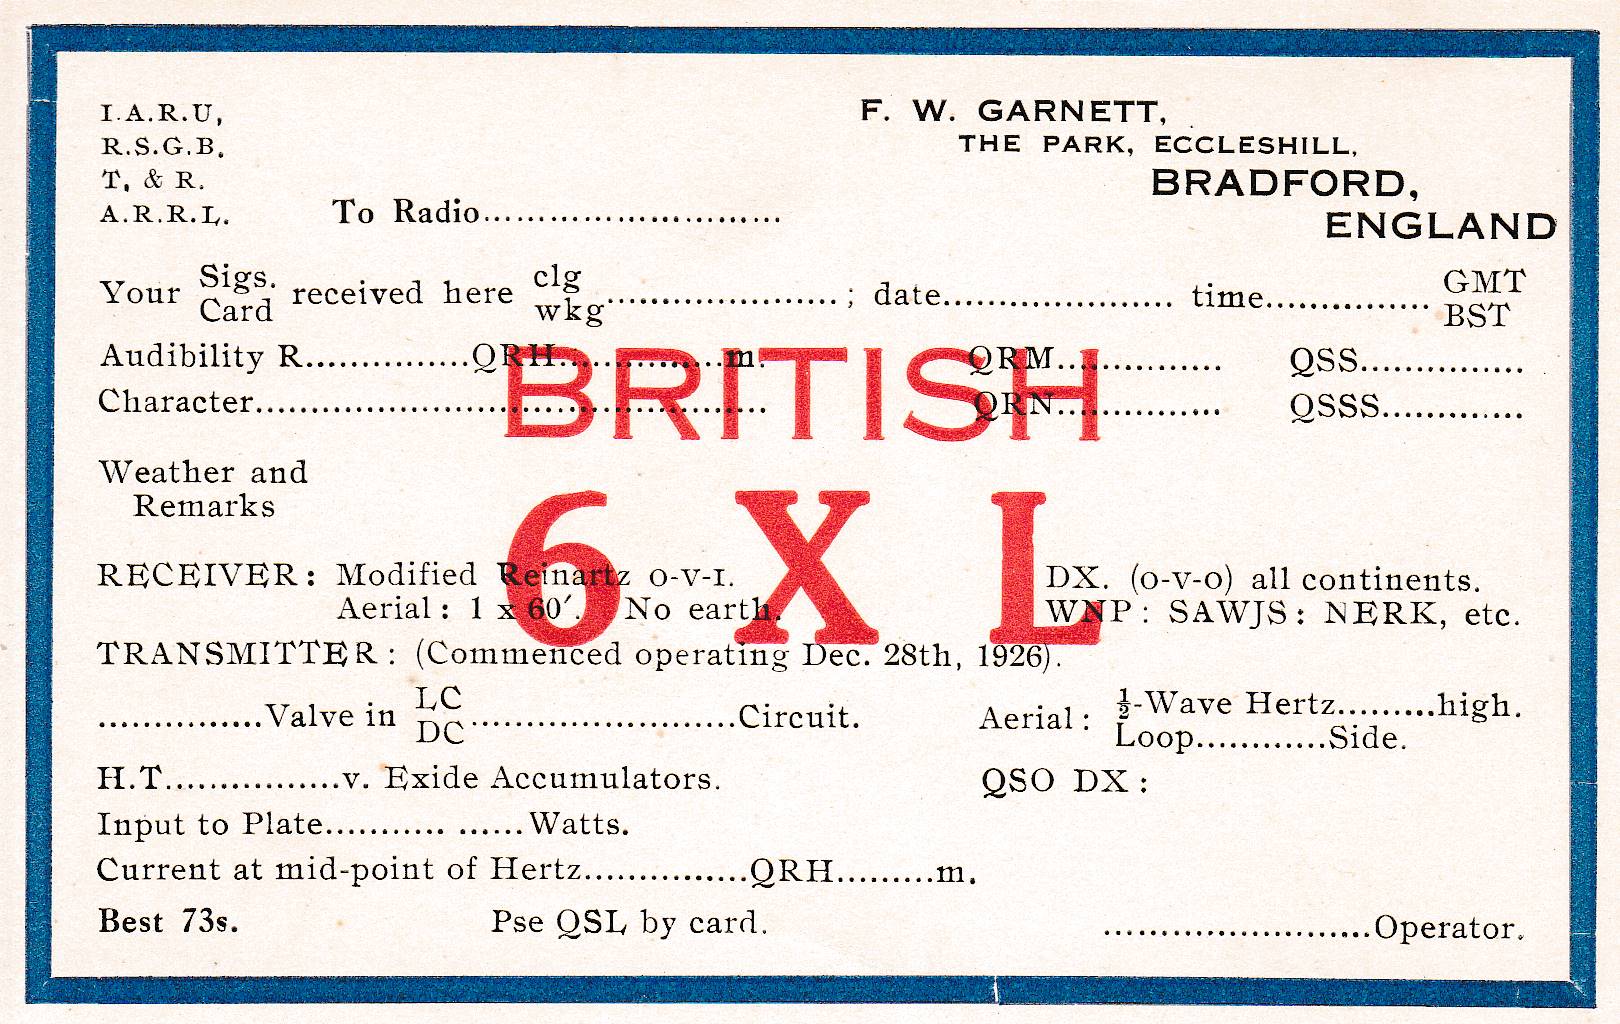 I.A.R.U,
R.S.G.B.
T. & R.
A.R.R.L.
F. W. GARNETT,
THE PARK, ECCLESHILL,
BRADFORD,
ENGLAND
To Radio..............................
Your Sigs. Card received here clg wkg......................; date...................... time............... GMT BST
Audibility R...............QRH...............m. QRM............... QSS...............
Character............................................... QRN............... QSSS.............
BRITISH
Weather and
Remarks
6 X L
RECEIVER: Modified Reinartz o-v-1. DX. (o-v-o) all continents.
Aerial: 1 x 60′. No earth. WNP: SAWJS: NERK, etc.
TRANSMITTER: (Commenced operating Dec. 28th, 1926).
...............Valve in LC DC.........................Circuit. Aerial: ½-Wave Hertz.........high.
Loop............Side.
H.T................v. Exide Accumulators. QSO DX:
Input to Plate........... ......Watts.
Current at mid-point of Hertz...............QRH.........m.
Best 73s. Pse QSL by card. .........................Operator.